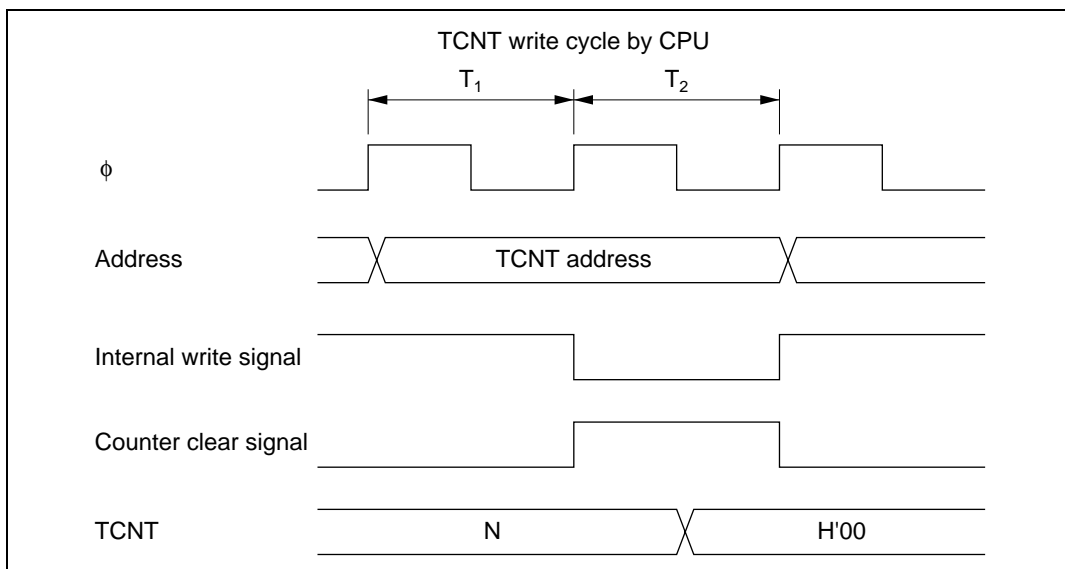 TCNT write cycle by CPU
T1 T2
ϕ
Address TCNT address
Internal write signal
Counter clear signal
TCNT N H'00